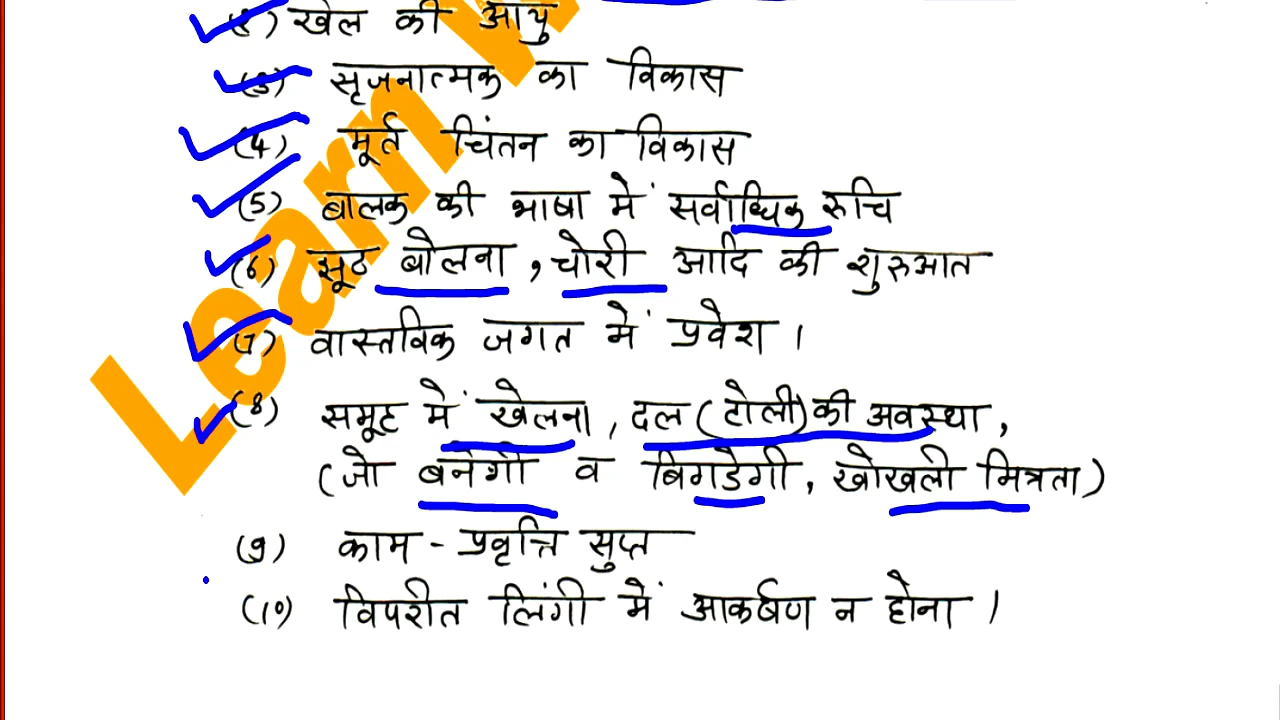 (2) खेल की आयु
(3) सृजनात्मक का विकास
(4) मूर्त चिंतन का विकास
(5) बालक की भाषा में सर्वाधिक रुचि
(6) झूठ बोलना, चोरी आदि की शुरुआत
(7) वास्तविक जगत में प्रवेश।
(8) समूह में खेलना, दल (टोली) की अवस्था,
(जो बनेगी व बिगडेगी, खोखली मित्रता)
(9) काम - प्रवृत्ति सुप्त
(10) विपरीत लिंगी में आकर्षण न होना।
Learn